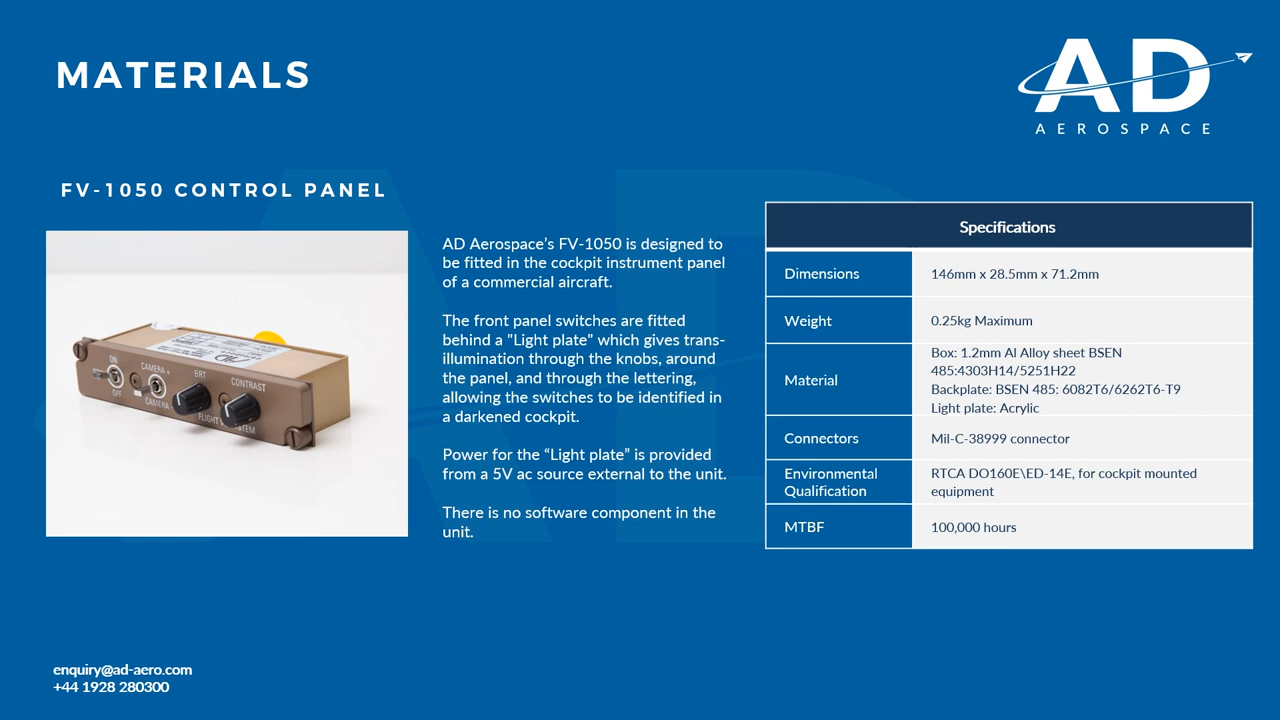 MATERIALS
AD
AEROSPACE
FV-1050 CONTROL PANEL
ON
OFF
CAMERA +
CAMERA
BRT
CONTRAST
FLIGHT
AD Aerospace’s FV-1050 is designed to
be fitted in the cockpit instrument panel
of a commercial aircraft.
The front panel switches are fitted
behind a "Light plate" which gives trans-
illumination through the knobs, around
the panel, and through the lettering,
allowing the switches to be identified in
a darkened cockpit.
Power for the “Light plate” is provided
from a 5V ac source external to the unit.
There is no software component in the
unit.
Specifications
Dimensions
146mm x 28.5mm x 71.2mm
Weight
0.25kg Maximum
Material
Box: 1.2mm Al Alloy sheet BSEN
485:4303H14/5251H22
Backplate: BSEN 485: 6082T6/6262T6-T9
Light plate: Acrylic
Connectors
Mil-C-38999 connector
Environmental
Qualification
RTCA DO160E\ED-14E, for cockpit mounted
equipment
MTBF
100,000 hours
enquiry@ad-aero.com
+44 1928 280300